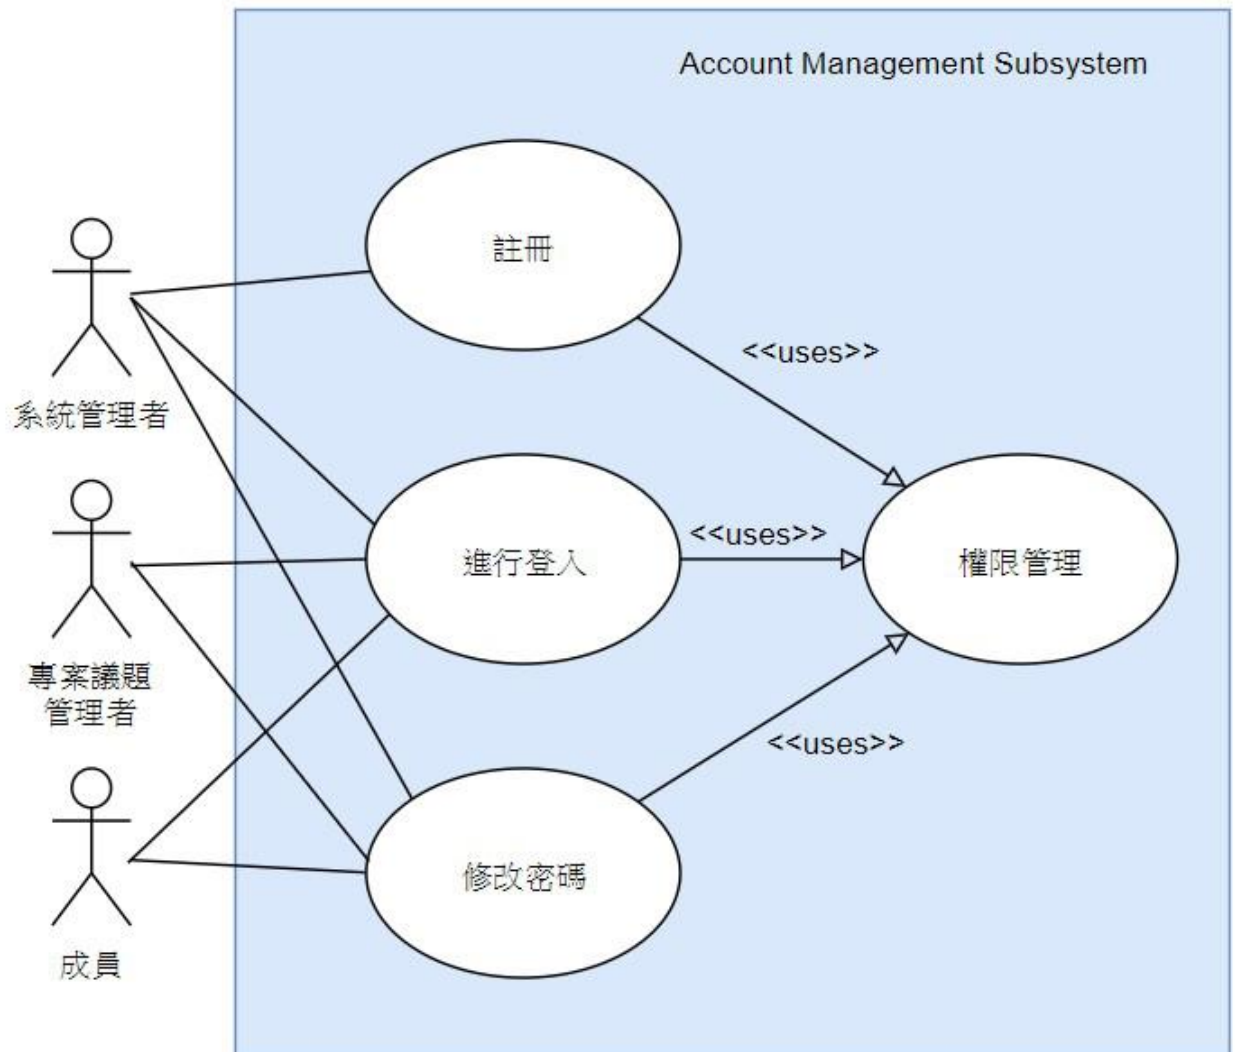 Account Management Subsystem
註冊
<<uses>>
系統管理者
進行登入
<<uses>>
權限管理
專案議題
管理者
<<uses>>
修改密碼
成員